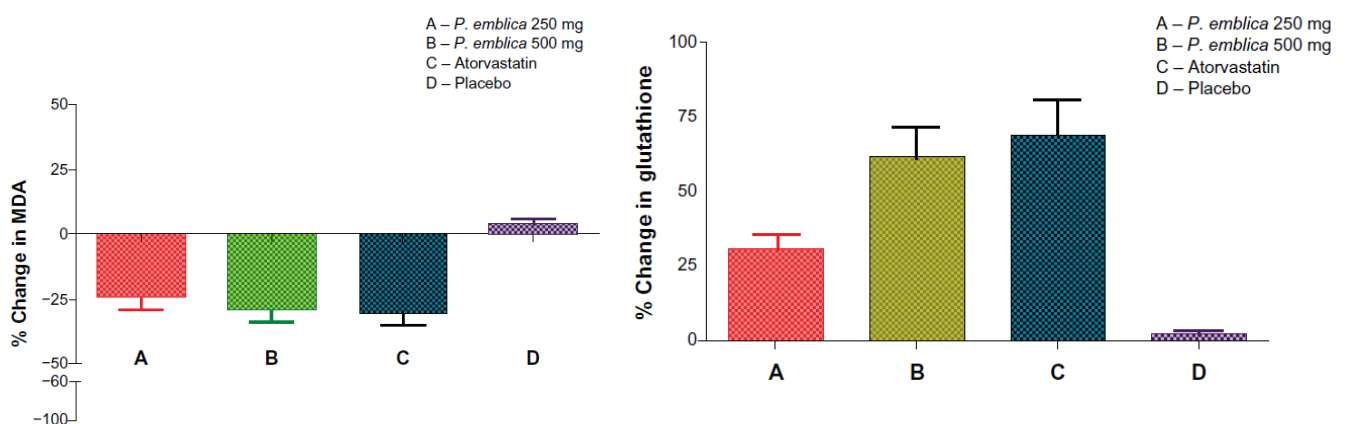 A – P. emblica 250 mg
B – P. emblica 500 mg
C – Atorvastatin
D – Placebo
% Change in MDA
50
25
0
−25
−50
−60
−100
A
B
C
D
A – P. emblica 250 mg
B – P. emblica 500 mg
C – Atorvastatin
D – Placebo
% Change in glutathione
100
75
50
25
0
A
B
C
D